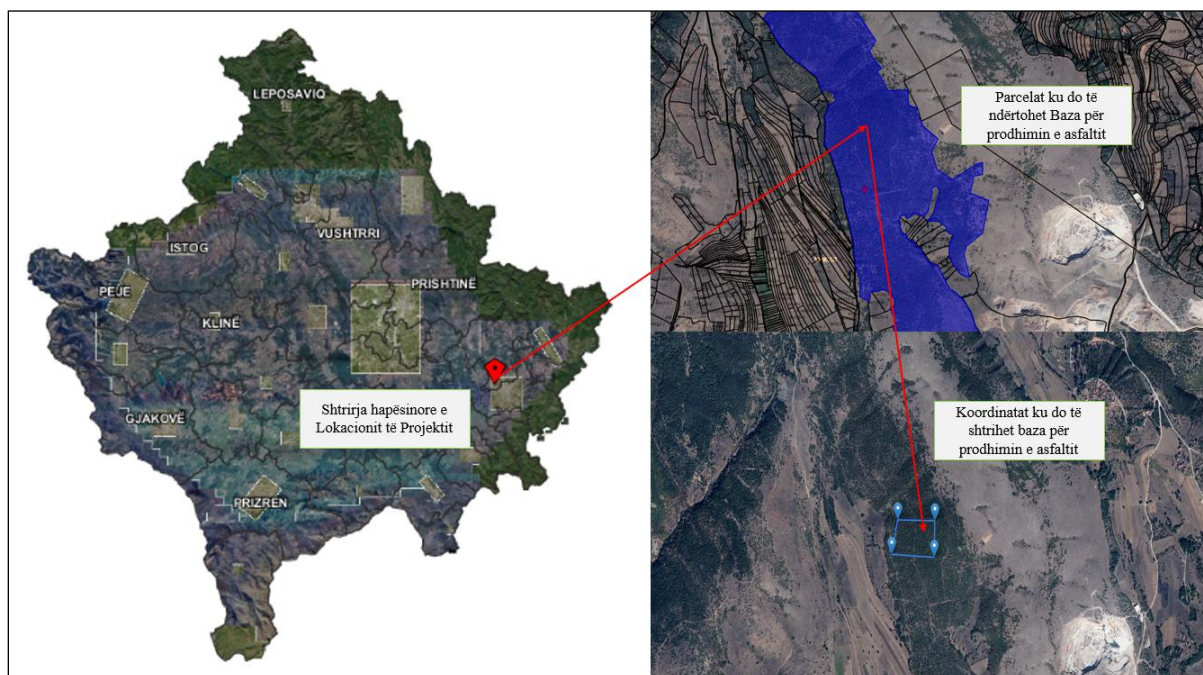 LEPOSAVIQ
VUSHTRRI
ISTOG
PEJE
KLINË
PRISHTINË
GJAKOVË
PRIZREN
Shtrirja hapësinore e
Lokacionit të Projektit
Parcelat ku do të
ndërtohet Baza për
prodhimin e asfaltit
Koordinatat ku do të
shtrihet baza për
prodhimin e asfaltit